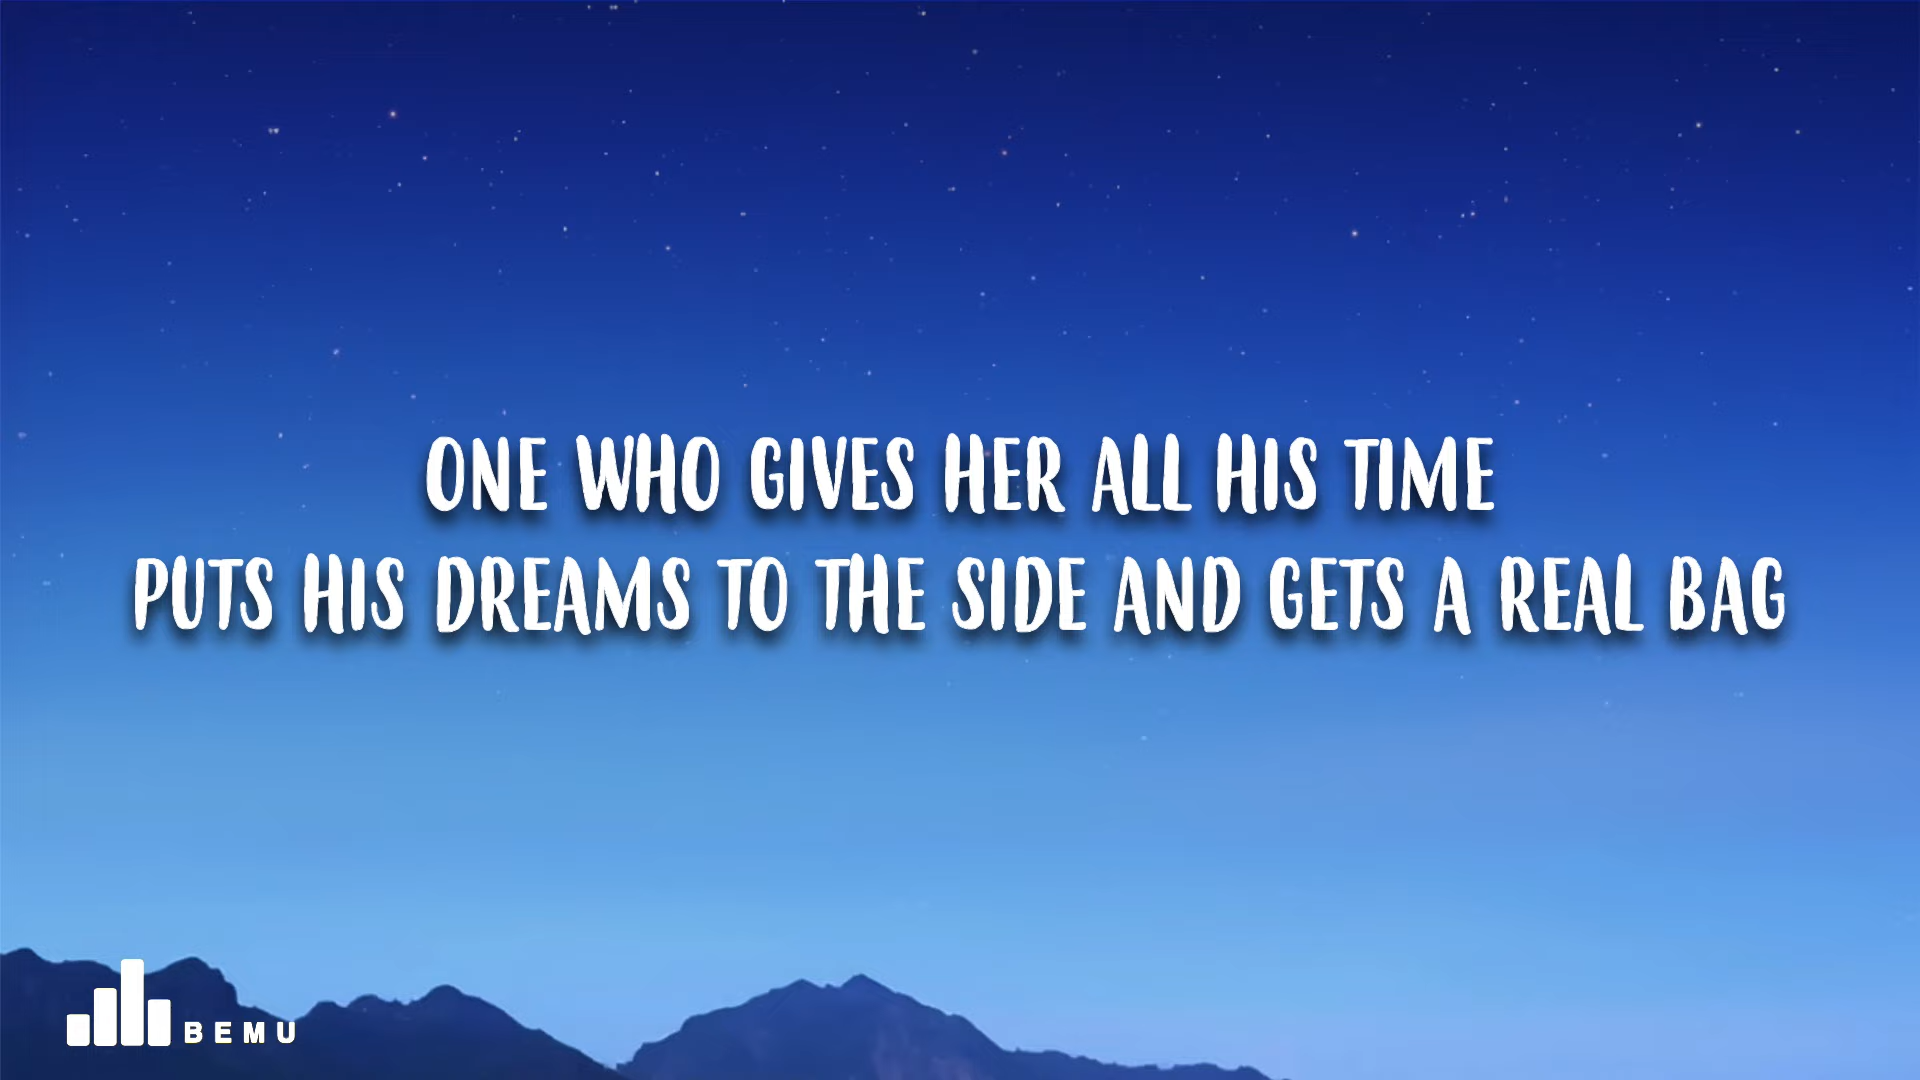 ONE WHO GIVES HER ALL HIS TIME
PUTS HIS DREAMS TO THE SIDE AND GETS A REAL BAG
BEMU